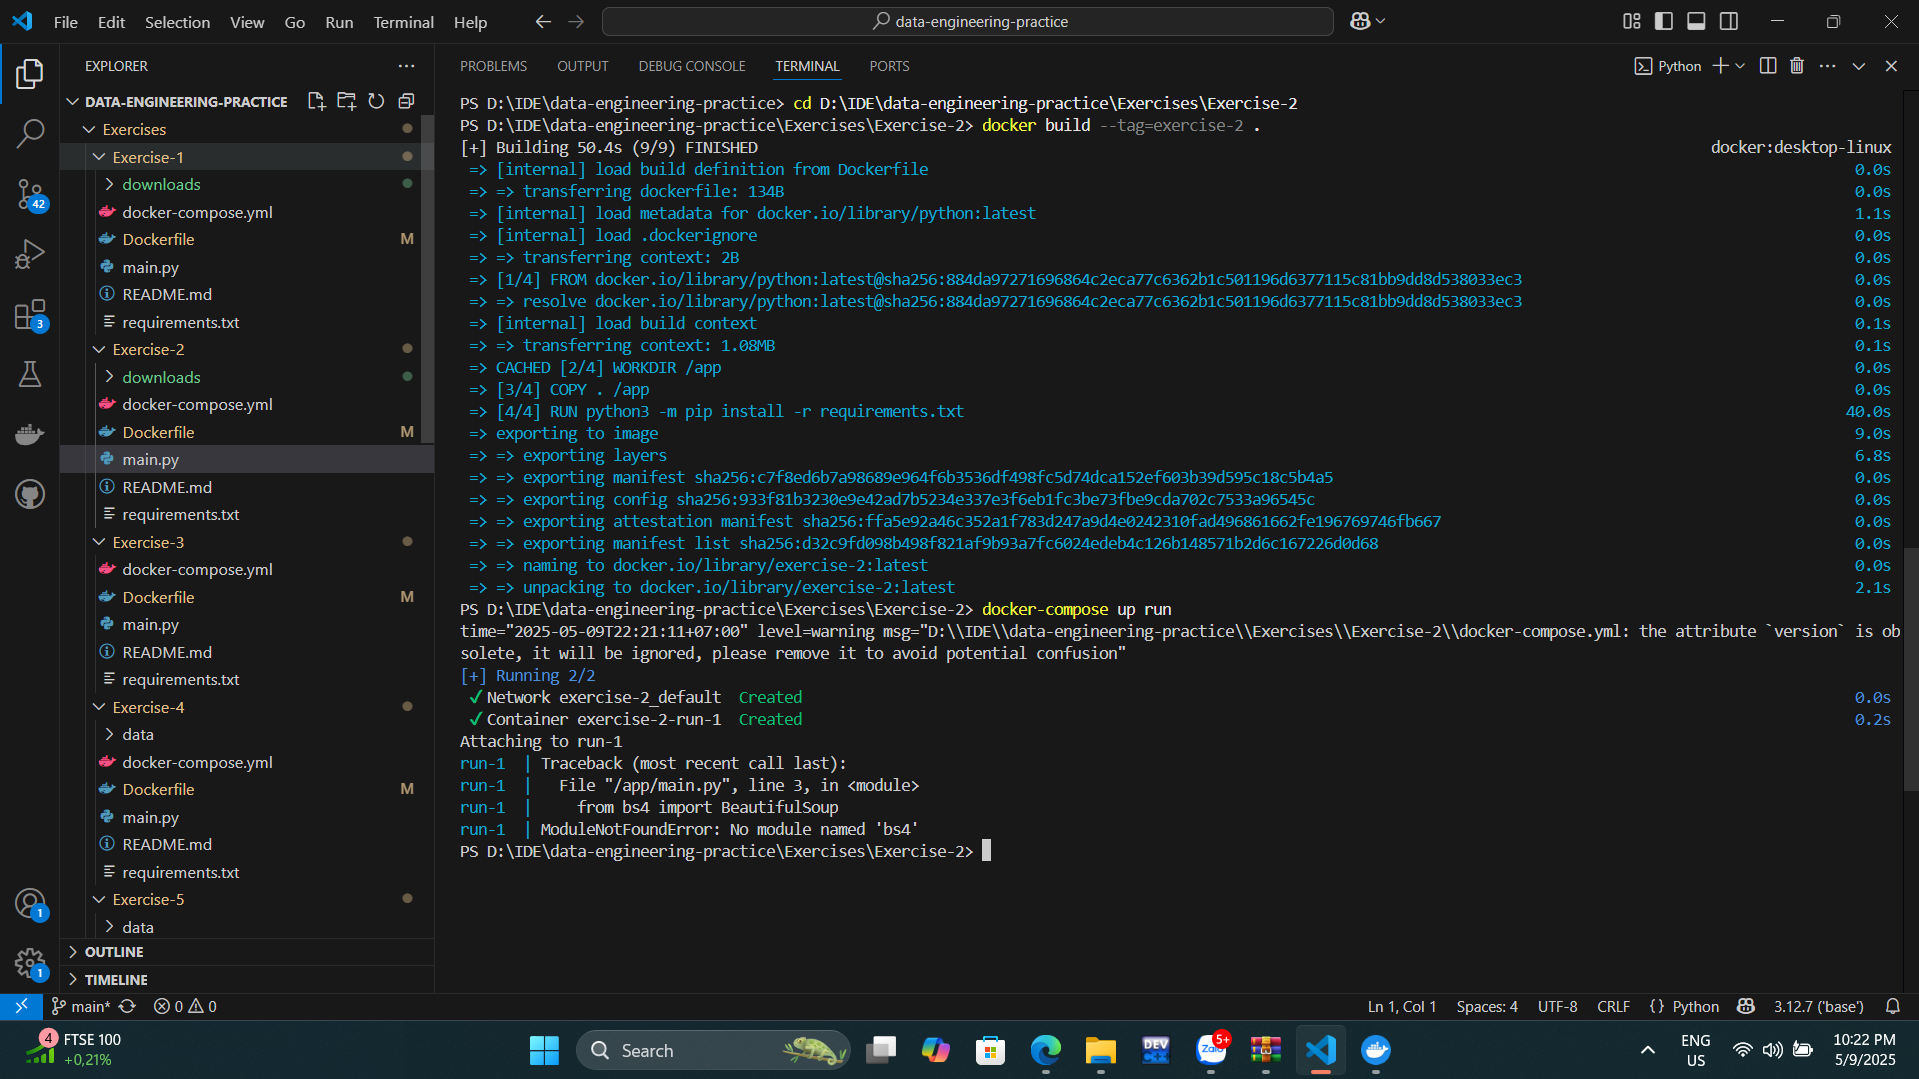 File Edit Selection View Go Run Terminal Help
data-engineering-practice
EXPLORER
PROBLEMS OUTPUT DEBUG CONSOLE TERMINAL PORTS
Python
DATA-ENGINEERING-PRACTICE
Exercises
Exercise-1
downloads
docker-compose.yml
Dockerfile M
main.py
README.md
requirements.txt
Exercise-2
downloads
docker-compose.yml
Dockerfile M
main.py
README.md
requirements.txt
Exercise-3
docker-compose.yml
Dockerfile M
main.py
README.md
requirements.txt
Exercise-4
data
docker-compose.yml
Dockerfile M
main.py
README.md
requirements.txt
Exercise-5
data
OUTLINE
TIMELINE
42
3
1
1
PS D:\IDE\data-engineering-practice> cd D:\IDE\data-engineering-practice\Exercises\Exercise-2
PS D:\IDE\data-engineering-practice\Exercises\Exercise-2> docker build --tag=exercise-2 .
[+] Building 50.4s (9/9) FINISHED docker:desktop-linux
=> [internal] load build definition from Dockerfile 0.0s
=> => transferring dockerfile: 134B 0.0s
=> [internal] load metadata for docker.io/library/python:latest 1.1s
=> [internal] load .dockerignore 0.0s
=> => transferring context: 2B 0.0s
=> [1/4] FROM docker.io/library/python:latest@sha256:884da97271696864c2eca77c6362b1c501196d6377115c81bb9dd8d538033ec3 0.0s
=> => resolve docker.io/library/python:latest@sha256:884da97271696864c2eca77c6362b1c501196d6377115c81bb9dd8d538033ec3 0.0s
=> [internal] load build context 0.1s
=> => transferring context: 1.08MB 0.1s
=> CACHED [2/4] WORKDIR /app 0.0s
=> [3/4] COPY . /app 0.0s
=> [4/4] RUN python3 -m pip install -r requirements.txt 40.0s
=> exporting to image 9.0s
=> => exporting layers 6.8s
=> => exporting manifest sha256:c7f8ed6b7a98689e964f6b3536df498fc5d74dca152ef603b39d595c18c5b4a5 0.0s
=> => exporting config sha256:933f81b3230e9e42ad7b5234e337e3f6eb1fc3be73fbe9cda702c7533a96545c 0.0s
=> => exporting attestation manifest sha256:ffa5e92a46c352a1f783d247a9d4e0242310fad496861662fe196769746fb667 0.0s
=> => exporting manifest list sha256:d32c9fd098b498f821af9b93a7fc6024edeb4c126b148571b2d6c167226d0d68 0.0s
=> => naming to docker.io/library/exercise-2:latest 0.0s
=> => unpacking to docker.io/library/exercise-2:latest 2.1s
PS D:\IDE\data-engineering-practice\Exercises\Exercise-2> docker-compose up run
time="2025-05-09T22:21:11+07:00" level=warning msg="D:\\IDE\\data-engineering-practice\\Exercises\\Exercise-2\\docker-compose.yml: the attribute `version` is ob
solete, it will be ignored, please remove it to avoid potential confusion"
[+] Running 2/2
✓ Network exercise-2_default Created 0.0s
✓ Container exercise-2-run-1 Created 0.2s
Attaching to run-1
run-1 | Traceback (most recent call last):
run-1 | File "/app/main.py", line 3, in <module>
run-1 | from bs4 import BeautifulSoup
run-1 | ModuleNotFoundError: No module named 'bs4'
PS D:\IDE\data-engineering-practice\Exercises\Exercise-2>
main* 0 0 Ln 1, Col 1 Spaces: 4 UTF-8 CRLF {} Python 3.12.7 ('base')
4 FTSE 100
+0,21%
Search
DEV
Zalo 5+
ENG
US
10:22 PM
5/9/2025